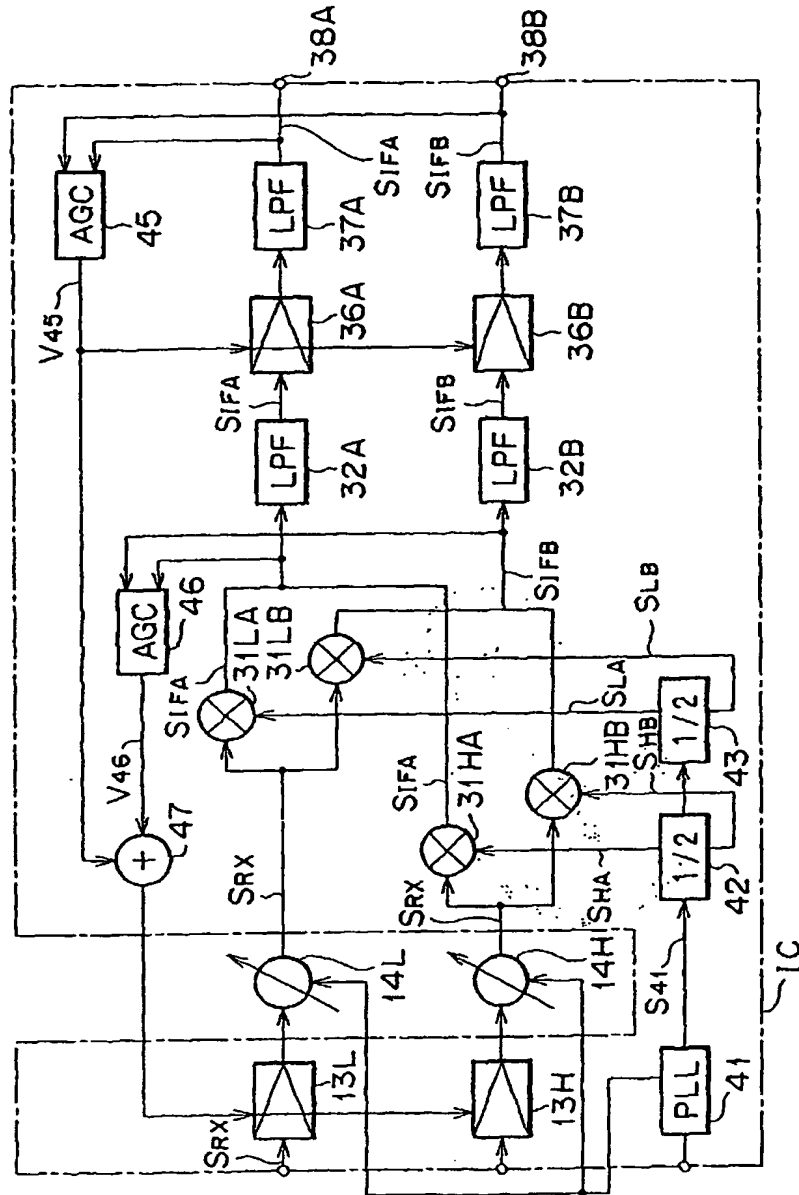 38A
38B
SIFA
SIFB
AGC
45
LPF
37A
LPF
37B
V45
36A
36B
SIFA
SIFB
LPF
32A
LPF
32B
AGC
46
SIFB
SLB
V46
SIFA
31LA
31LB
SLA
SHB
1/2
43
47
+
SIFA
31HA
31HB
SRX
SRX
SHA
1/2
42
14L
14H
S41
1C
13L
13H
SRX
PLL
41